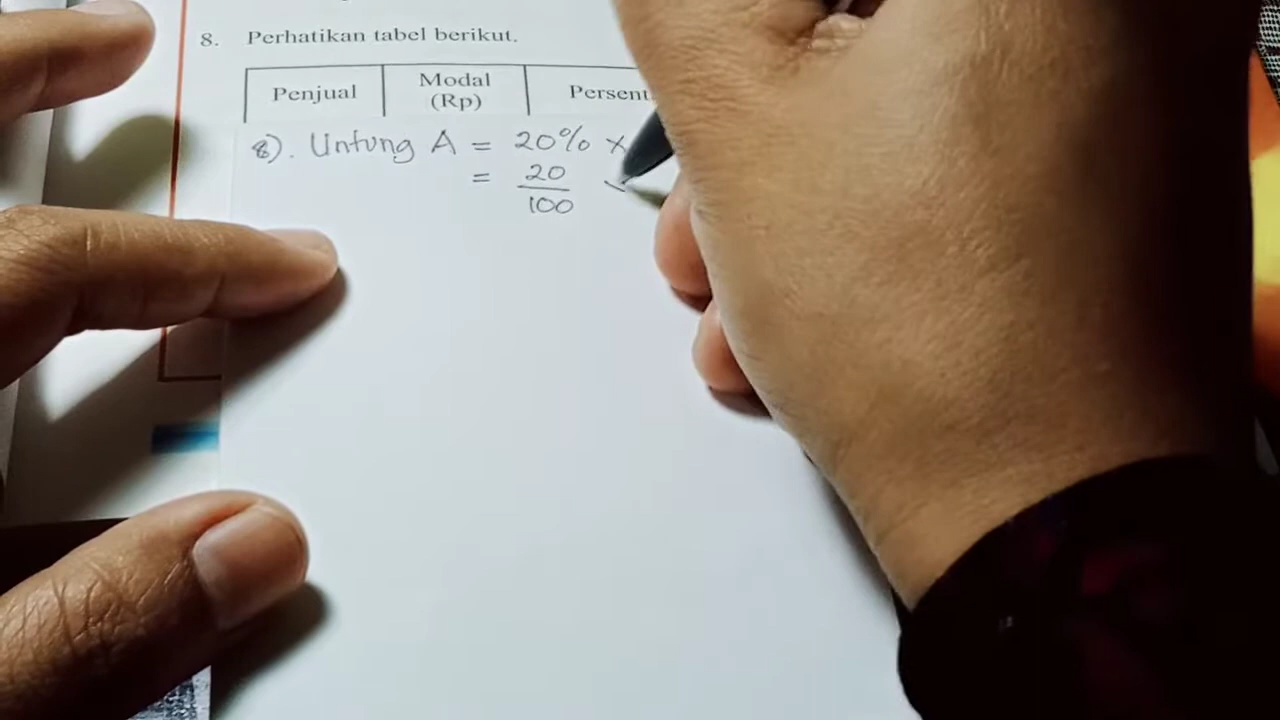 8. Perhatikan tabel berikut.
Penjual
Modal
(Rp)
8). Untung A = 20% ×
= 20
100